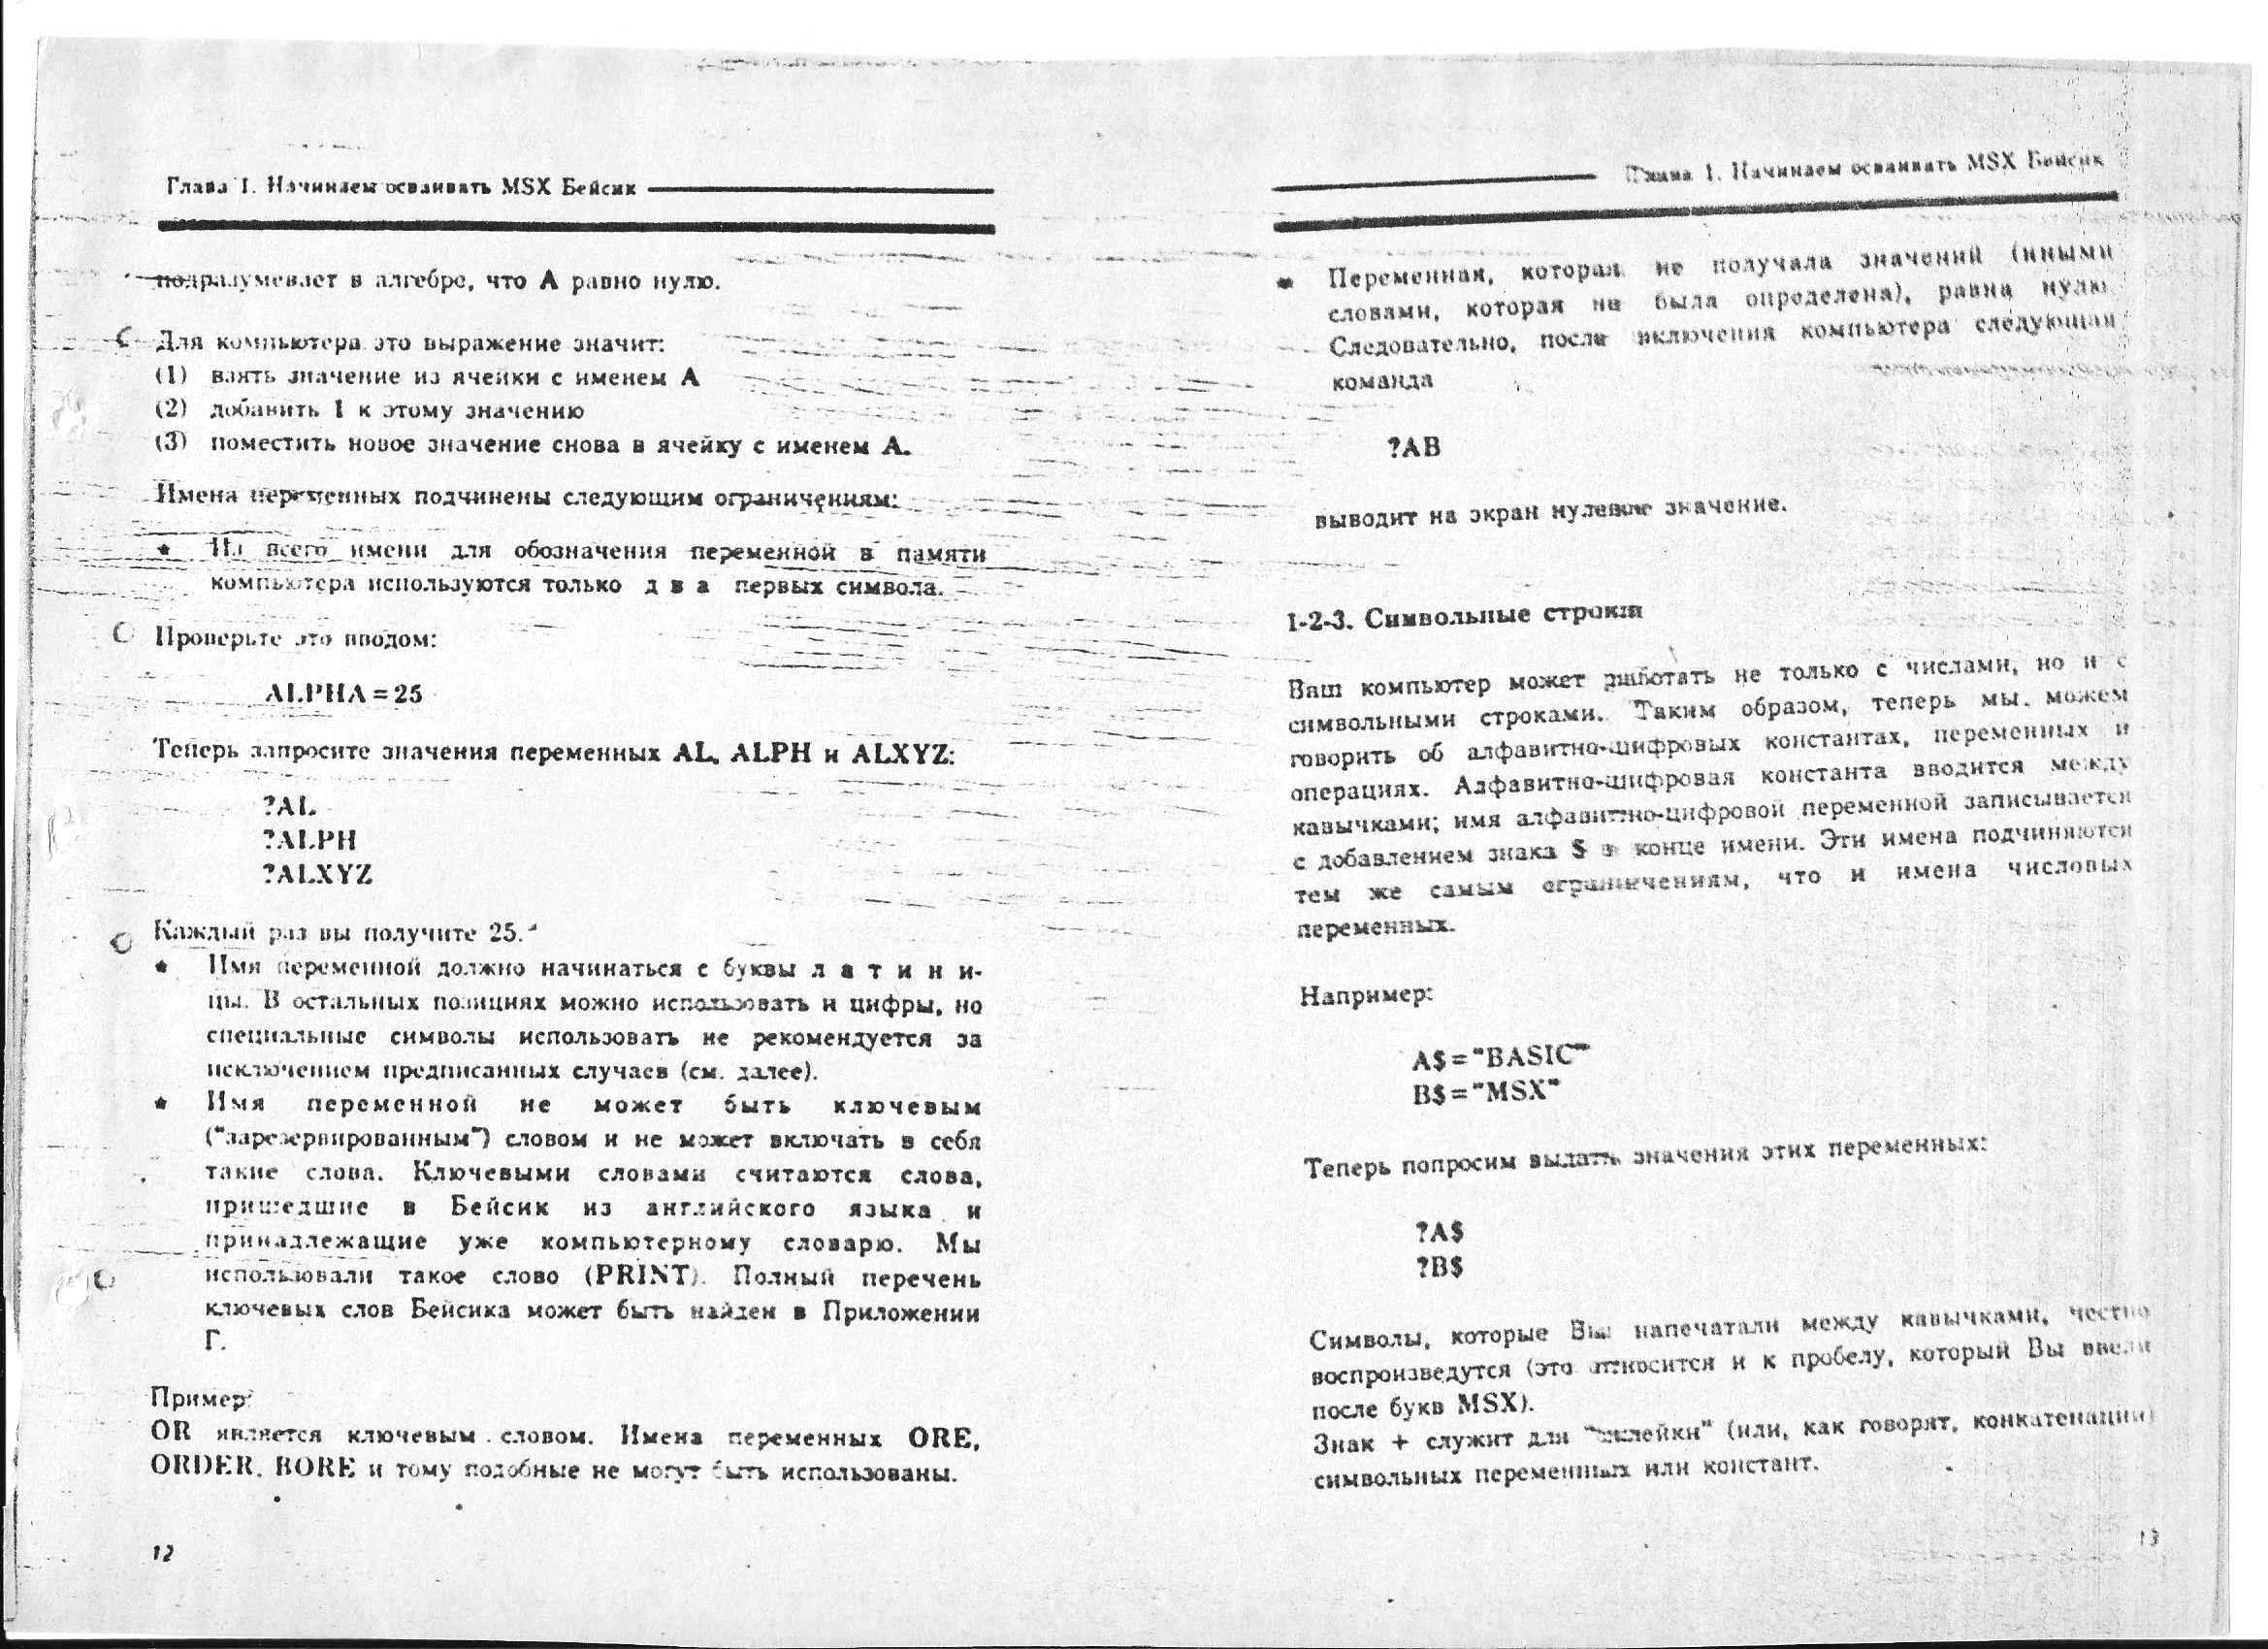 Глава 1. Начинаем осваивать MSX Бейсик
подразумевает в алгебре, что А равно нулю.
Для компьютера это выражение значит:
(1) взять значение из ячейки с именем А
(2) добавить 1 к этому значению
(3) поместить новое значение снова в ячейку с именем А.
Имена переменных подчинены следующим ограничениям:
* Из всего имени для обозначения переменной в памяти
компьютера используются только д в а первых символа.
Проверьте это вводом:
ALPHA=25
Теперь запросите значения переменных AL, ALPH и ALXYZ:
?AL
?ALPH
?ALXYZ
Каждый раз вы получите 25.
* Имя переменной должно начинаться с буквы л а т и н и-
цы. В остальных позициях можно использовать и цифры, но
специальные символы использовать не рекомендуется за
исключением предписанных случаев (см. далее).
* Имя переменной не может быть ключевым
("зарезервированным") словом и не может включать в себя
такие слова. Ключевыми словами считаются слова,
пришедшие в Бейсик из английского языка и
принадлежащие уже компьютерному словарю. Мы
использовали такое слово (PRINT). Полный перечень
ключевых слов Бейсика может быть найден в Приложении
Г.
Пример:
OR является ключевым словом. Имена переменных ORE,
ORDER, BORE и тому подобные не могут быть использованы.
12
Глава 1. Начинаем осваивать MSX Бейсик
* Переменная, которая не получала значений (иными
словами, которая не была определена), равна нулю.
Следовательно, после включения компьютера следующая
команда
?AB
выводит на экран нулевое значение.
1-2-3. Символьные строки
Ваш компьютер может работать не только с числами, но и с
символьными строками. Таким образом, теперь мы можем
говорить об алфавитно-цифровых константах, переменных и
операциях. Алфавитно-цифровая константа вводится между
кавычками; имя алфавитно-цифровой переменной записывается
с добавлением знака $ в конце имени. Эти имена подчиняются
тем же самым ограничениям, что и имена числовых
переменных.
Например:
A$="BASIC"
B$="MSX"
Теперь попросим выдать значения этих переменных:
?A$
?B$
Символы, которые Вы напечатали между кавычками, честно
воспроизведутся (это относится и к пробелу, который Вы ввели
после букв MSX).
Знак + служит для "склейки" (или, как говорят, конкатенации)
символьных переменных или констант.
13